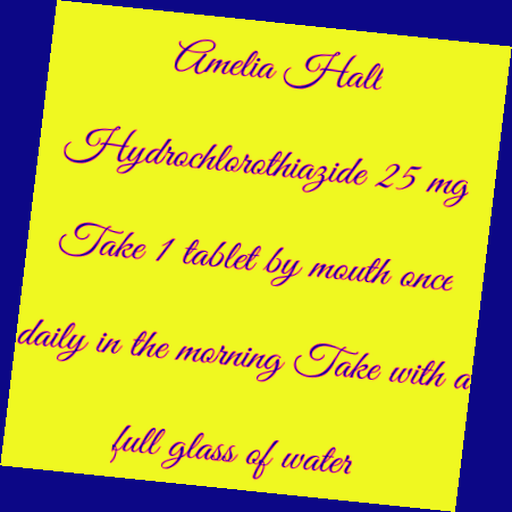 Amelia Halt
Hydrochlorothiazide 25 mg
Take 1 tablet by mouth once
daily in the morning Take with a
full glass of water